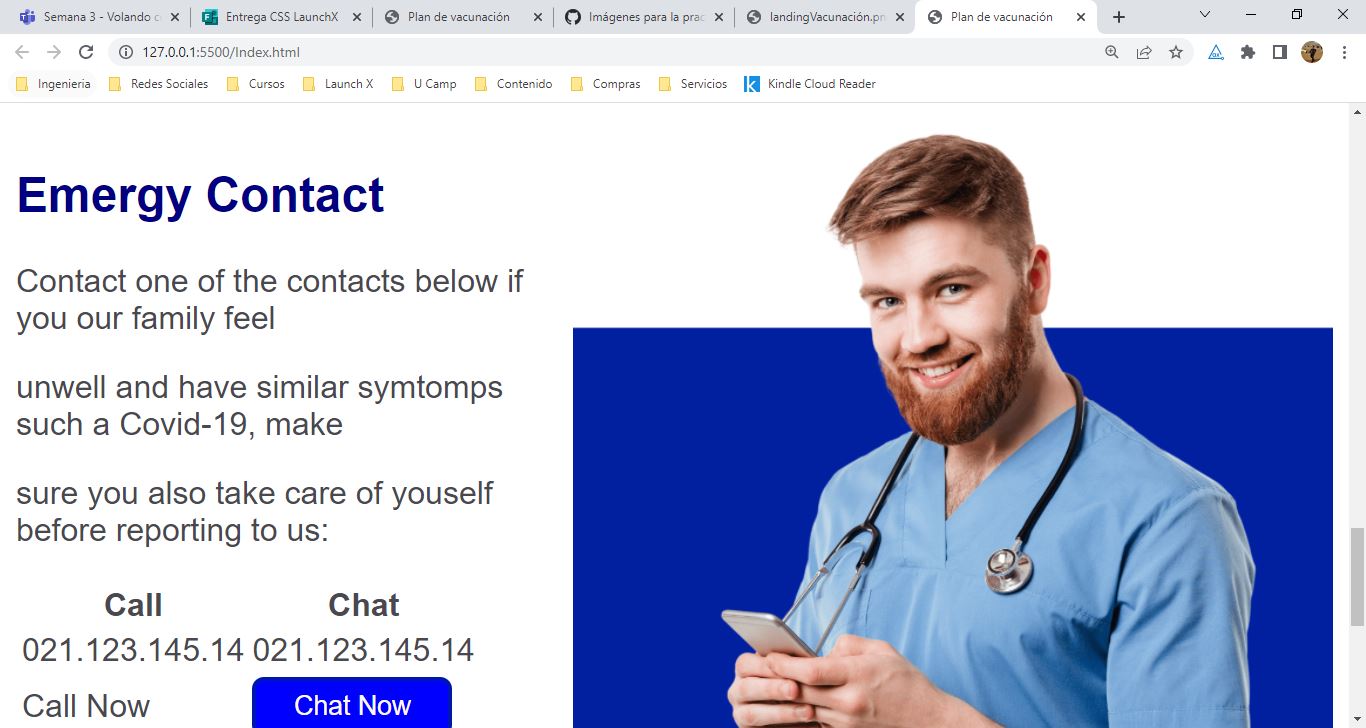 Semana 3 - Volando c
Entrega CSS LaunchX
Plan de vacunación
Imágenes para la prac
landingVacunación.pn
Plan de vacunación
127.0.0.1:5500/Index.html
Ingenieria
Redes Sociales
Cursos
Launch X
U Camp
Contenido
Compras
Servicios
Kindle Cloud Reader
Emergy Contact
Contact one of the contacts below if
you our family feel
unwell and have similar symtomps
such a Covid-19, make
sure you also take care of youself
before reporting to us:
Call Chat
021.123.145.14 021.123.145.14
Call Now Chat Now